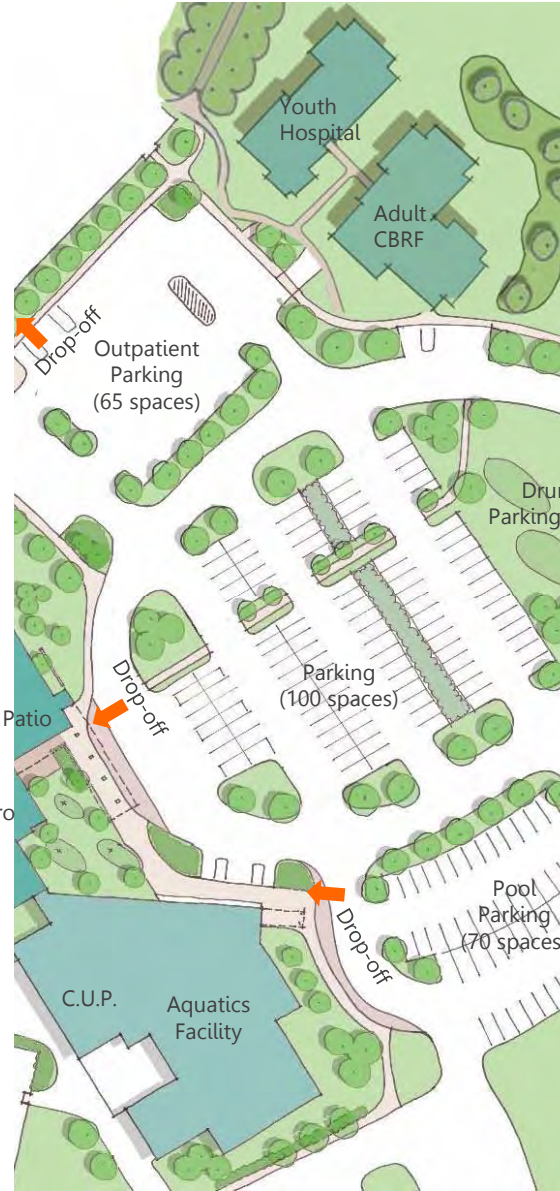 Youth
Hospital
Adult
CBRF
Drop-off
Outpatient
Parking
(65 spaces)
Parking
Drop-off
Parking
(100 spaces)
Patio
Pool
Parking
(70 spaces
Drop-off
C.U.P.
Aquatics
Facility